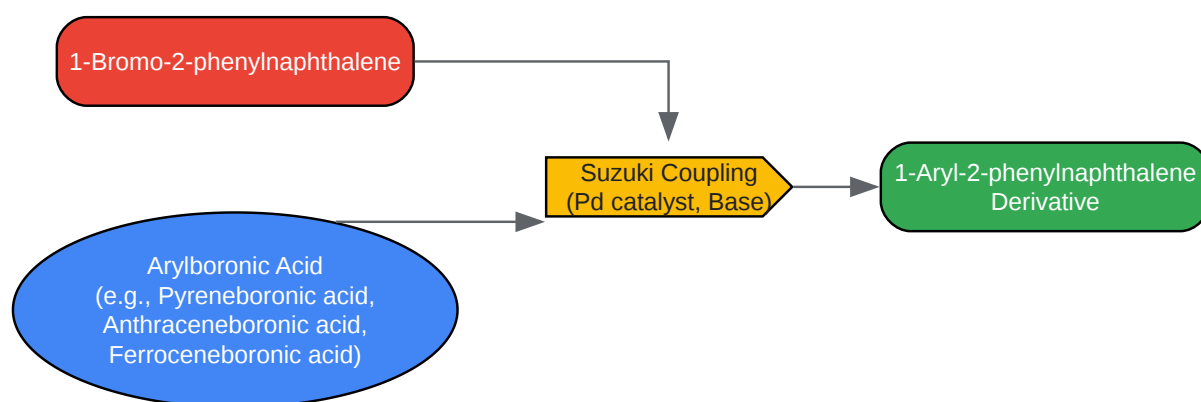 1-Bromo-2-phenylnaphthalene
Suzuki Coupling
(Pd catalyst, Base)
1-Aryl-2-phenylnaphthalene
Derivative
Arylboronic Acid
(e.g., Pyreneboronic acid,
Anthraceneboronic acid,
Ferroceneboronic acid)